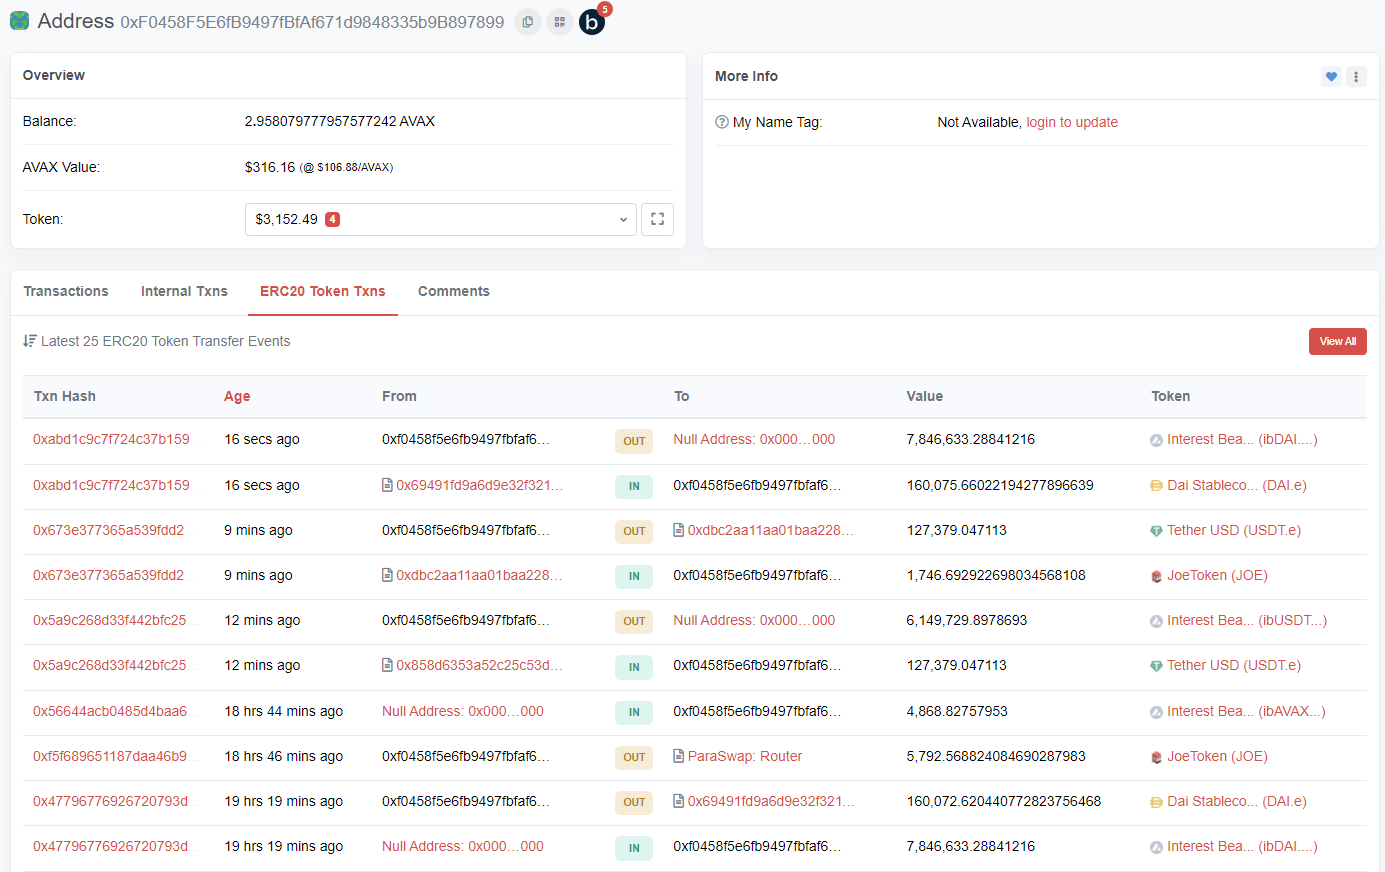 Address 0xF0458F5E6fB9497fBfAf671d9848335b9B897899 b 5
Overview
Balance: 2.958079777957577242 AVAX
AVAX Value: $316.16 (@ $106.88/AVAX)
Token: $3,152.49 4
More Info
My Name Tag: Not Available, login to update
Transactions Internal Txns ERC20 Token Txns Comments
Latest 25 ERC20 Token Transfer Events View All
Txn Hash Age From To Value Token
0xabd1c9c7f724c37b159 16 secs ago 0xf0458f5e6fb9497fbfaf6... OUT Null Address: 0x000...000 7,846,633.28841216 Interest Bea... (ibDAI....)
0xabd1c9c7f724c37b159 16 secs ago 0x69491fd9a6d9e32f321... IN 0xf0458f5e6fb9497fbfaf6... 160,075.66022194277896639 Dai Stableco... (DAI.e)
0x673e377365a539fdd2 9 mins ago 0xf0458f5e6fb9497fbfaf6... OUT 0xdbc2aa11aa01baa228... 127,379.047113 Tether USD (USDT.e)
0x673e377365a539fdd2 9 mins ago 0xdbc2aa11aa01baa228... IN 0xf0458f5e6fb9497fbfaf6... 1,746.692922698034568108 JoeToken (JOE)
0x5a9c268d33f442bfc25 12 mins ago 0xf0458f5e6fb9497fbfaf6... OUT Null Address: 0x000...000 6,149,729.8978693 Interest Bea... (ibUSDT...)
0x5a9c268d33f442bfc25 12 mins ago 0x858d6353a52c25c53d... IN 0xf0458f5e6fb9497fbfaf6... 127,379.047113 Tether USD (USDT.e)
0x56644acb0485d4baa6 18 hrs 44 mins ago Null Address: 0x000...000 IN 0xf0458f5e6fb9497fbfaf6... 4,868.82757953 Interest Bea... (ibAVAX...)
0xf5f689651187daa46b9 18 hrs 46 mins ago 0xf0458f5e6fb9497fbfaf6... OUT ParaSwap: Router 5,792.568824084690287983 JoeToken (JOE)
0x47796776926720793d 19 hrs 19 mins ago 0xf0458f5e6fb9497fbfaf6... OUT 0x69491fd9a6d9e32f321... 160,072.620440772823756468 Dai Stableco... (DAI.e)
0x47796776926720793d 19 hrs 19 mins ago Null Address: 0x000...000 IN 0xf0458f5e6fb9497fbfaf6... 7,846,633.28841216 Interest Bea... (ibDAI....)